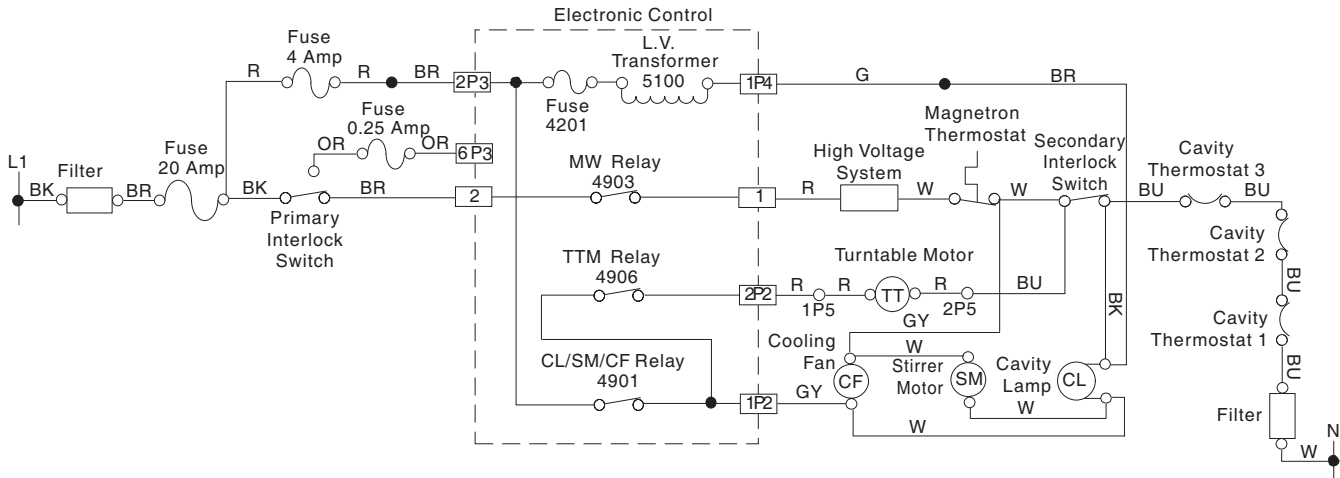 Electronic Control
Fuse
4 Amp
L.V.
Transformer
5100
R
R
BR
2P3
1P4
G
BR
Fuse
4201
Fuse
0.25 Amp
OR
OR
6P3
Magnetron
Thermostat
Secondary
Interlock
Switch
Cavity
Thermostat 3
L1
Filter
Fuse
20 Amp
MW Relay
4903
High Voltage
System
BK
BR
BK
BR
2
1
R
W
W
BU
BU
Primary
Interlock
Switch
Cavity
Thermostat 2
TTM Relay
4906
Turntable Motor
2P2
R
R
TT
R
BU
1P5
2P5
BK
BU
GY
Cavity
Thermostat 1
Cooling
Fan
W
CL/SM/CF Relay
4901
CF
Stirrer
Motor
SM
Cavity
Lamp
CL
BU
1P2
GY
W
W
Filter
N
W